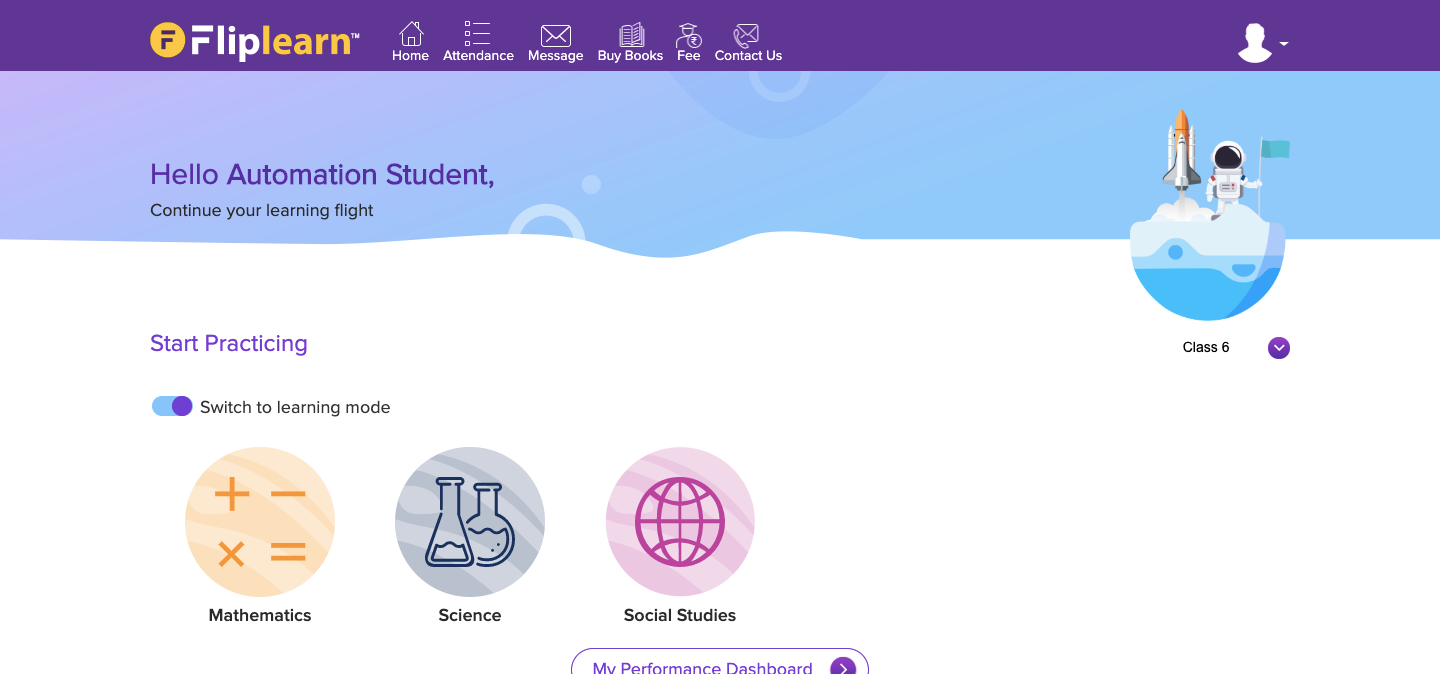 Fliplearn™
Home Attendance Message Buy Books Fee Contact Us
Hello Automation Student,
Continue your learning flight
Start Practicing
Class 6
Switch to learning mode
Mathematics Science Social Studies
My Performance Dashboard